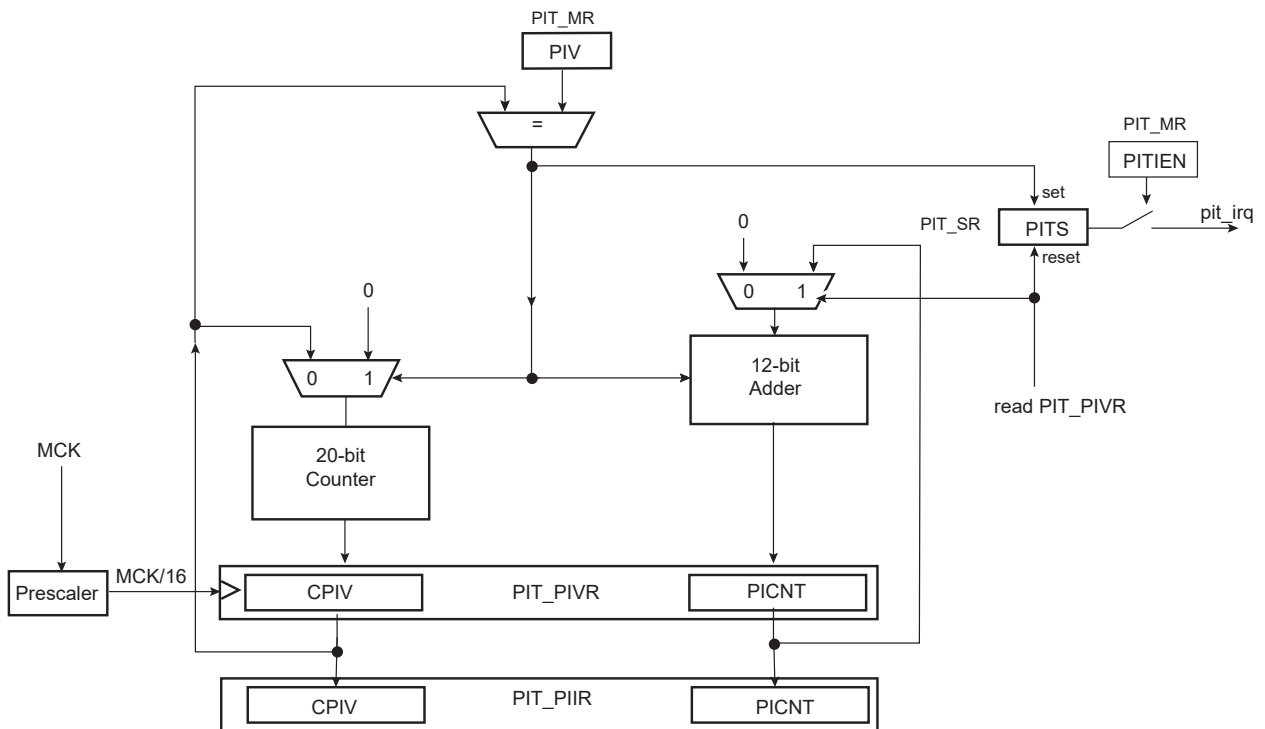 PIT_MR
PIV
=
PIT_MR
PITIEN
set
PIT_SR
PITS
pit_irq
reset
0
0 1
0
0 1
12-bit
Adder
read PIT_PIVR
20-bit
Counter
MCK
Prescaler
MCK/16
CPIV
PIT_PIVR
PICNT
CPIV
PIT_PIIR
PICNT